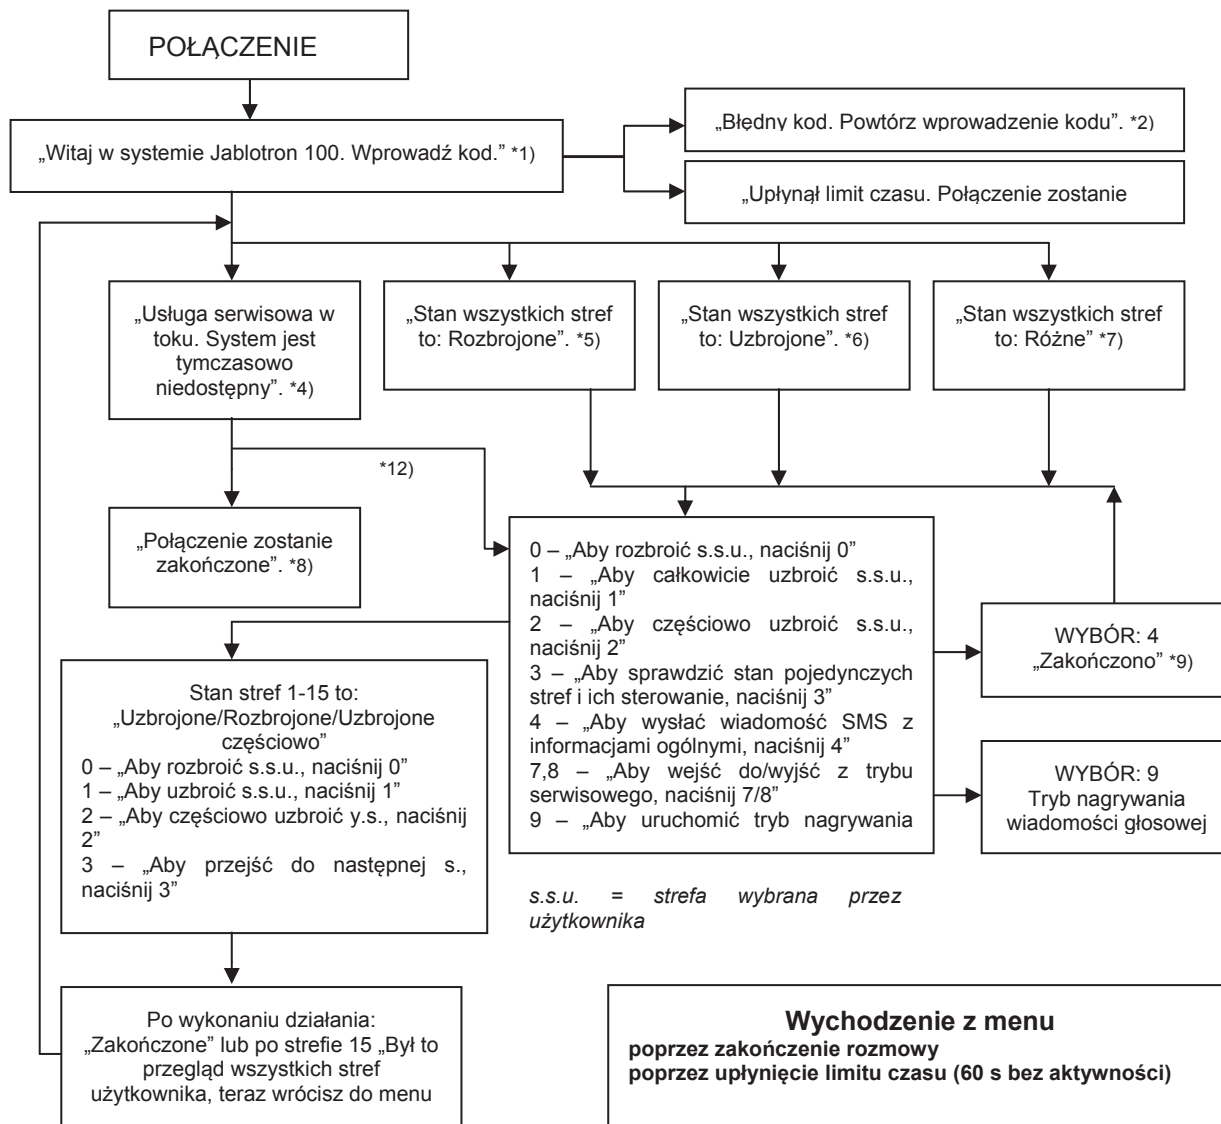 POŁĄCZENIE
„Witaj w systemie Jablotron 100. Wprowadź kod.” *1)
„Błędny kod. Powtórz wprowadzenie kodu”. *2)
„Upłynął limit czasu. Połączenie zostanie
„Usługa serwisowa w
toku. System jest
tymczasowo
niedostępny”. *4)
„Stan wszystkich stref
to: Rozbrojone”. *5)
„Stan wszystkich stref
to: Uzbrojone”. *6)
„Stan wszystkich stref
to: Różne” *7)
*12)
„Połączenie zostanie
zakończone”. *8)
0 – „Aby rozbroić s.s.u., naciśnij 0”
1 – „Aby całkowicie uzbroić s.s.u.,
naciśnij 1”
2 – „Aby częściowo uzbroić s.s.u.,
naciśnij 2”
3 – „Aby sprawdzić stan pojedynczych
stref i ich sterowanie, naciśnij 3”
4 – „Aby wysłać wiadomość SMS z
informacjami ogólnymi, naciśnij 4”
7,8 – „Aby wejść do/wyjść z trybu
serwisowego, naciśnij 7/8”
9 – „Aby uruchomić tryb nagrywania
WYBÓR: 4
„Zakończono” *9)
WYBÓR: 9
Tryb nagrywania
wiadomości głosowej
Stan stref 1-15 to:
„Uzbrojone/Rozbrojone/Uzbrojone
częściowo”
0 – „Aby rozbroić s.s.u., naciśnij 0”
1 – „Aby uzbroić s.s.u., naciśnij 1”
2 – „Aby częściowo uzbroić y.s., naciśnij
2”
3 – „Aby przejść do następnej s.,
naciśnij 3”
s.s.u. = strefa wybrana przez
użytkownika
Po wykonaniu działania:
„Zakończone” lub po strefie 15 „Był to
przegląd wszystkich stref
użytkownika, teraz wrócisz do menu
Wychodzenie z menu
poprzez zakończenie rozmowy
poprzez upłynięcie limitu czasu (60 s bez aktywności)